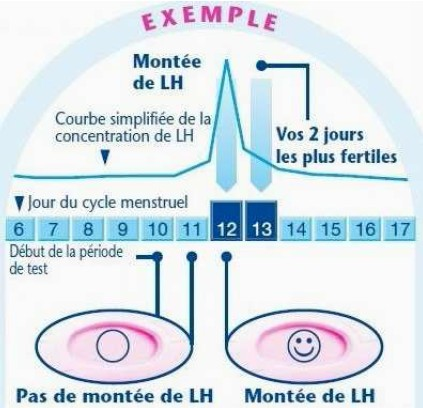 EXEMPLE
Montée
de LH
Courbe simplifiée de la
concentration de LH
Vos 2 jours
les plus fertiles
Jour du cycle menstruel
6 7 8 9 10 11 12 13 14 15 16 17
Début de la période
de test
Pas de montée de LH
Montée de LH